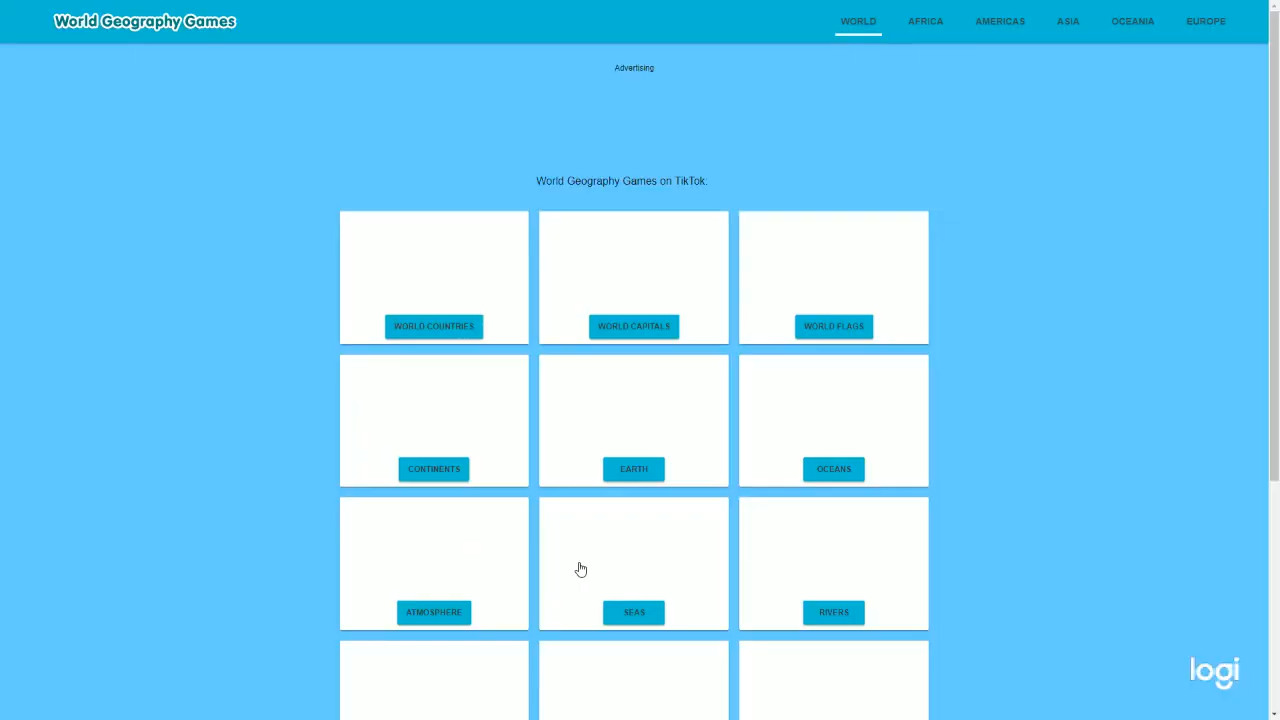 World Geography Games
WORLD AFRICA AMERICAS ASIA OCEANIA EUROPE
Advertising
World Geography Games on TikTok:
WORLD COUNTRIES WORLD CAPITALS WORLD FLAGS
CONTINENTS EARTH OCEANS
ATMOSPHERE SEAS RIVERS
logi